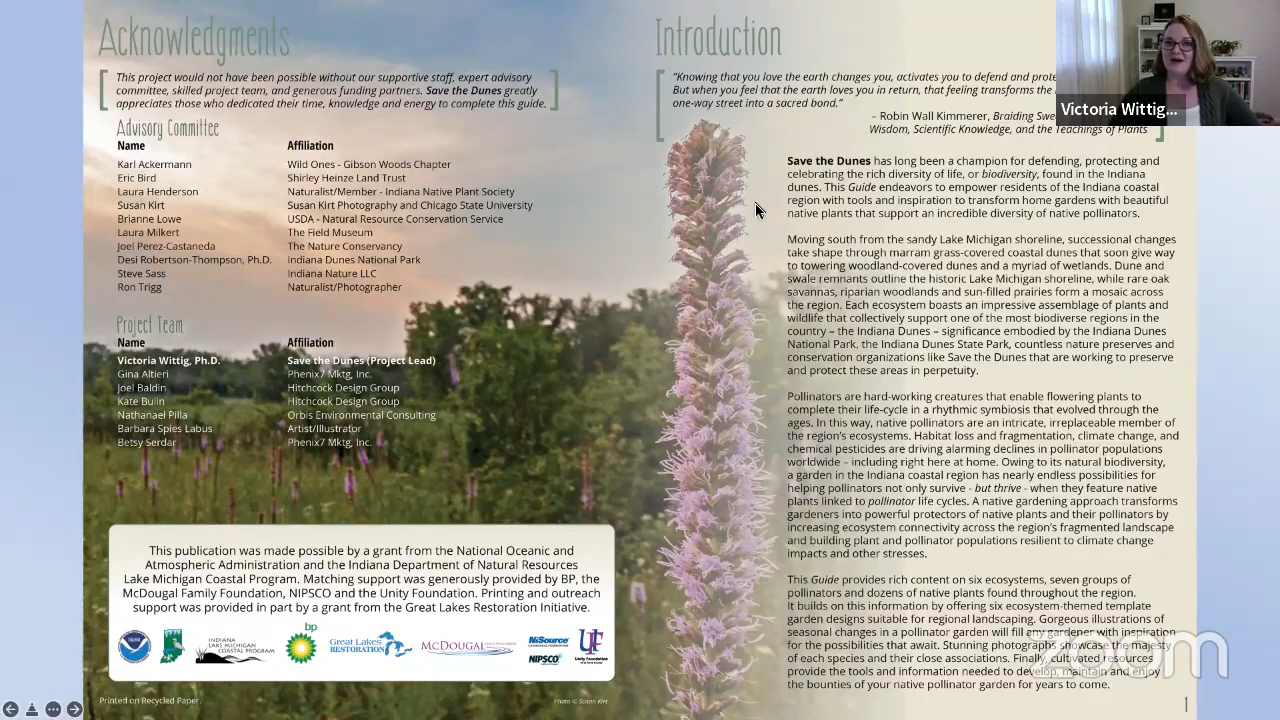 Acknowledgments
This project would not have been possible without our supportive staff, expert advisory
committee, skilled project team, and generous funding partners. Save the Dunes greatly
appreciates those who dedicated their time, knowledge and energy to complete this guide.
Advisory Committee
Name Affiliation
Karl Ackermann Wild Ones - Gibson Woods Chapter
Eric Bird Shirley Heinze Land Trust
Laura Henderson Naturalist/Member - Indiana Native Plant Society
Susan Kirt Susan Kirt Photography and Chicago State University
Brianne Lowe USDA - Natural Resource Conservation Service
Laura Milkert The Field Museum
Joel Perez-Castaneda The Nature Conservancy
Desi Robertson-Thompson, Ph.D. Indiana Dunes National Park
Steve Sass Indiana Nature LLC
Ron Trigg Naturalist/Photographer
Project Team
Name Affiliation
Victoria Wittig, Ph.D. Save the Dunes (Project Lead)
Gina Altieri Phenix7 Mktg, Inc.
Joel Baldin Hitchcock Design Group
Kate Bulin Hitchcock Design Group
Nathanael Pilla Orbis Environmental Consulting
Barbara Spies Labus Artist/Illustrator
Betsy Serdar Phenix7 Mktg, Inc.
This publication was made possible by a grant from the National Oceanic and
Atmospheric Administration and the Indiana Department of Natural Resources
Lake Michigan Coastal Program. Matching support was generously provided by BP, the
McDougal Family Foundation, NIPSCO and the Unity Foundation. Printing and outreach
support was provided in part by a grant from the Great Lakes Restoration Initiative.
INDIANA
LAKE MICHIGAN
COASTAL PROGRAM
bp
Great Lakes
RESTORATION
MCDOUGAL
NiSource
NIPSCO
UF
Unity Foundation
Printed on Recycled Paper.
Photo © Susan Kirt
Introduction
“Knowing that you love the earth changes you, activates you to defend and prote
But when you feel that the earth loves you in return, that feeling transforms the
one-way street into a sacred bond.”
– Robin Wall Kimmerer, Braiding Swe
Wisdom, Scientific Knowledge, and the Teachings of Plants
Victoria Wittig...
Save the Dunes has long been a champion for defending, protecting and
celebrating the rich diversity of life, or biodiversity, found in the Indiana
dunes. This Guide endeavors to empower residents of the Indiana coastal
region with tools and inspiration to transform home gardens with beautiful
native plants that support an incredible diversity of native pollinators.
Moving south from the sandy Lake Michigan shoreline, successional changes
take shape through marram grass-covered coastal dunes that soon give way
to towering woodland-covered dunes and a myriad of wetlands. Dune and
swale remnants outline the historic Lake Michigan shoreline, while rare oak
savannas, riparian woodlands and sun-filled prairies form a mosaic across
the region. Each ecosystem boasts an impressive assemblage of plants and
wildlife that collectively support one of the most biodiverse regions in the
country – the Indiana Dunes – significance embodied by the Indiana Dunes
National Park, the Indiana Dunes State Park, countless nature preserves and
conservation organizations like Save the Dunes that are working to preserve
and protect these areas in perpetuity.
Pollinators are hard-working creatures that enable flowering plants to
complete their life-cycle in a rhythmic symbiosis that evolved through the
ages. In this way, native pollinators are an intricate, irreplaceable member of
the region’s ecosystems. Habitat loss and fragmentation, climate change, and
chemical pesticides are driving alarming declines in pollinator populations
worldwide – including right here at home. Owing to its natural biodiversity,
a garden in the Indiana coastal region has nearly endless possibilities for
helping pollinators not only survive - but thrive - when they feature native
plants linked to pollinator life cycles. A native gardening approach transforms
gardeners into powerful protectors of native plants and their pollinators by
increasing ecosystem connectivity across the region’s fragmented landscape
and building plant and pollinator populations resilient to climate change
impacts and other stresses.
This Guide provides rich content on six ecosystems, seven groups of
pollinators and dozens of native plants found throughout the region.
It builds on this information by offering six ecosystem-themed template
garden designs suitable for regional landscaping. Gorgeous illustrations of
seasonal changes in a pollinator garden will fill any gardener with inspiration
for the possibilities that await. Stunning photographs showcase the majesty
of each species and their close associations. Finally, cultivated resources
provide the tools and information needed to develop, maintain and enjoy
the bounties of your native pollinator garden for years to come.
zoom
1